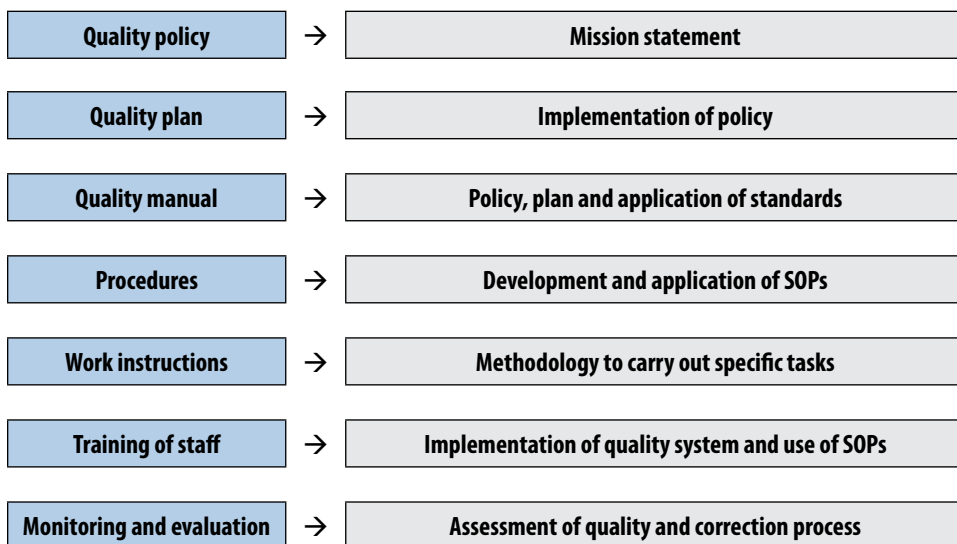 Quality policy → Mission statement
Quality plan → Implementation of policy
Quality manual → Policy, plan and application of standards
Procedures → Development and application of SOPs
Work instructions → Methodology to carry out specific tasks
Training of staff → Implementation of quality system and use of SOPs
Monitoring and evaluation → Assessment of quality and correction process